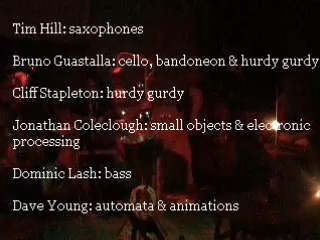 Tim Hill: saxophones
Bruno Guastalla: cello, bandoneon & hurdy gurdy
Cliff Stapleton: hurdy gurdy
Jonathan Coleclough: small objects & electronic
processing
Dominic Lash: bass
Dave Young: automata & animations